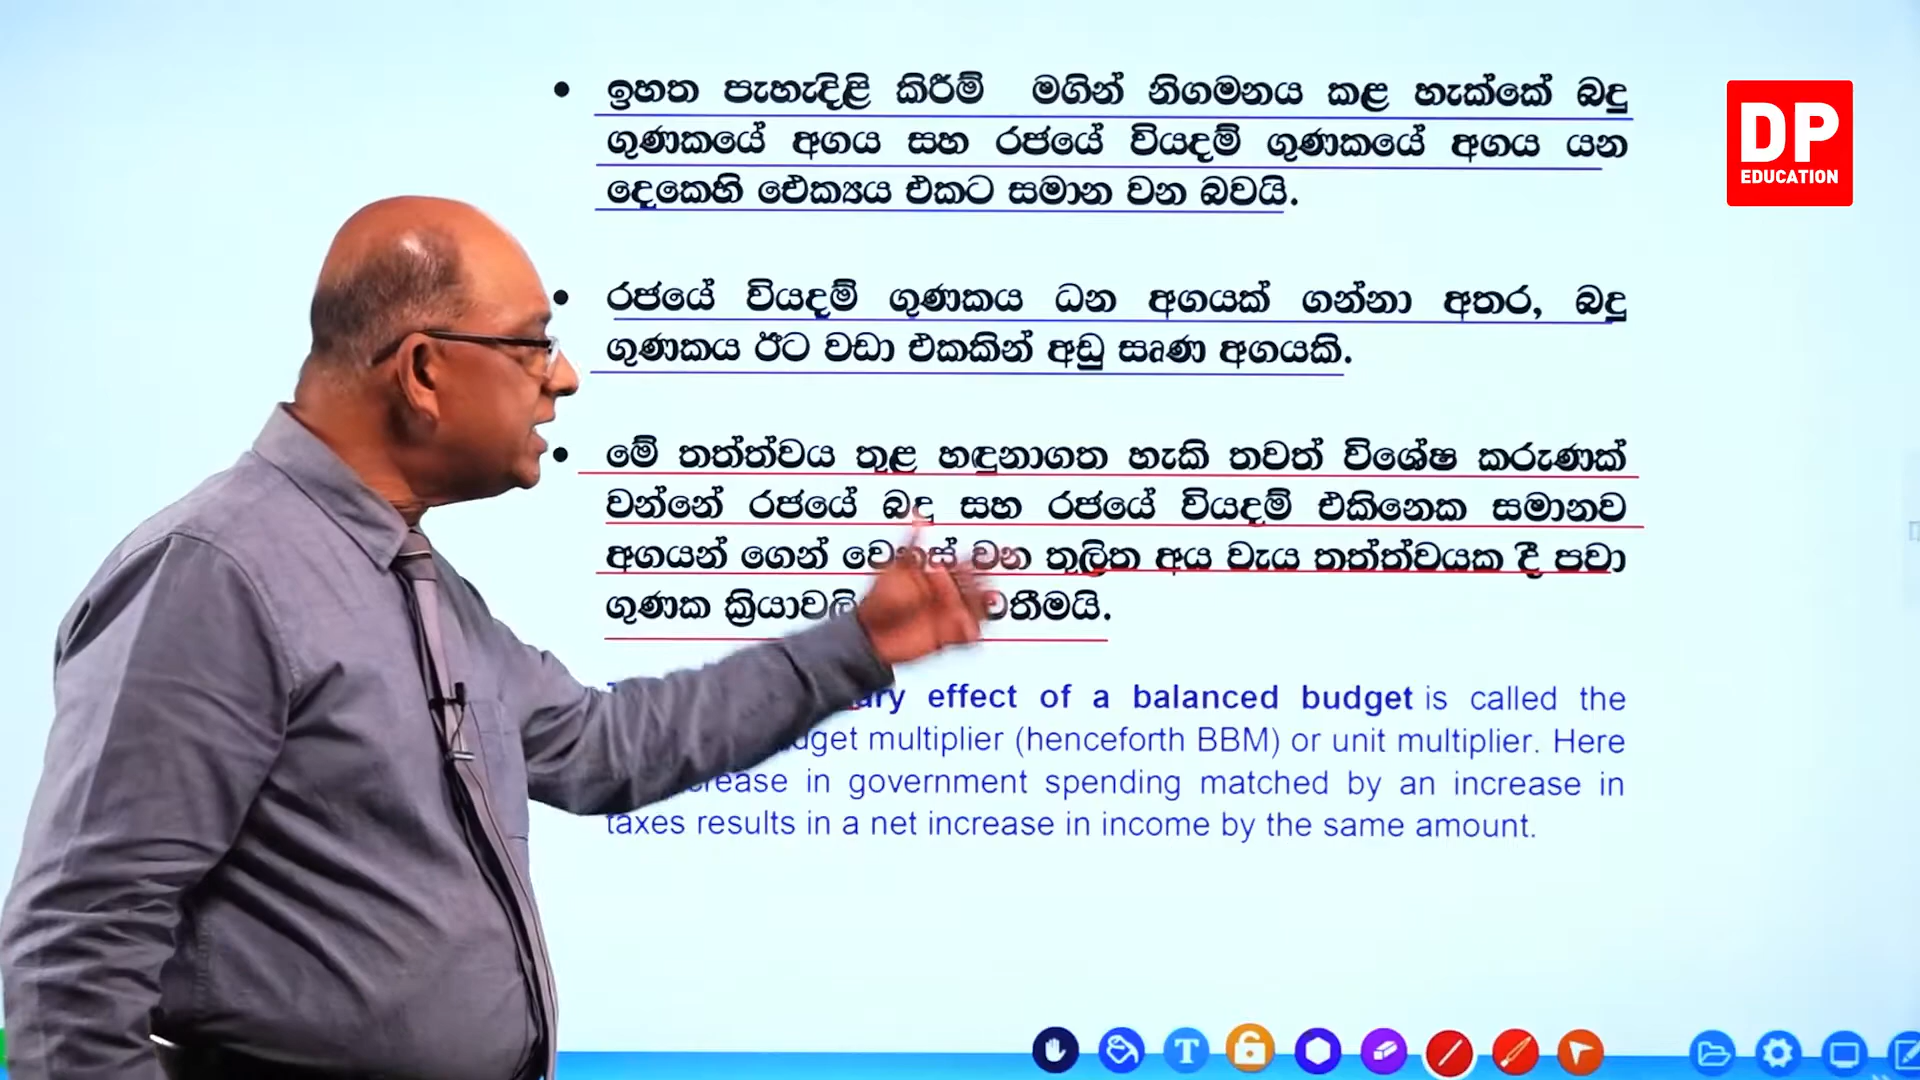 ඉහත පැහැදිළි කිරීම් මගින් නිගමනය කළ හැක්කේ බදු
ගුණකයේ අගය සහ රජයේ වියදම් ගුණකයේ අගය යන
දෙකෙහි ඓක්‍යය එකට සමාන වන බවයි.
රජයේ වියදම් ගුණකය ධන අගයක් ගන්නා අතර, බදු
ගුණකය ඊට වඩා එකකින් අඩු සෘණ අගයකි.
මේ තත්ත්වය තුළ හඳුනාගත හැකි තවත් විශේෂ කරුණක්
වන්නේ රජයේ බදු සහ රජයේ වියදම් එකිනෙක සමානව
අගයන් ගෙන් වෙනස් වන තුලිත අය වැය තත්ත්වයක දී පවා
ගුණක
effect of a balanced budget is called the
multiplier (henceforth BBM) or unit multiplier. Here
in government spending matched by an increase in
taxes results in a net increase in income by the same amount.
DP
EDUCATION
T